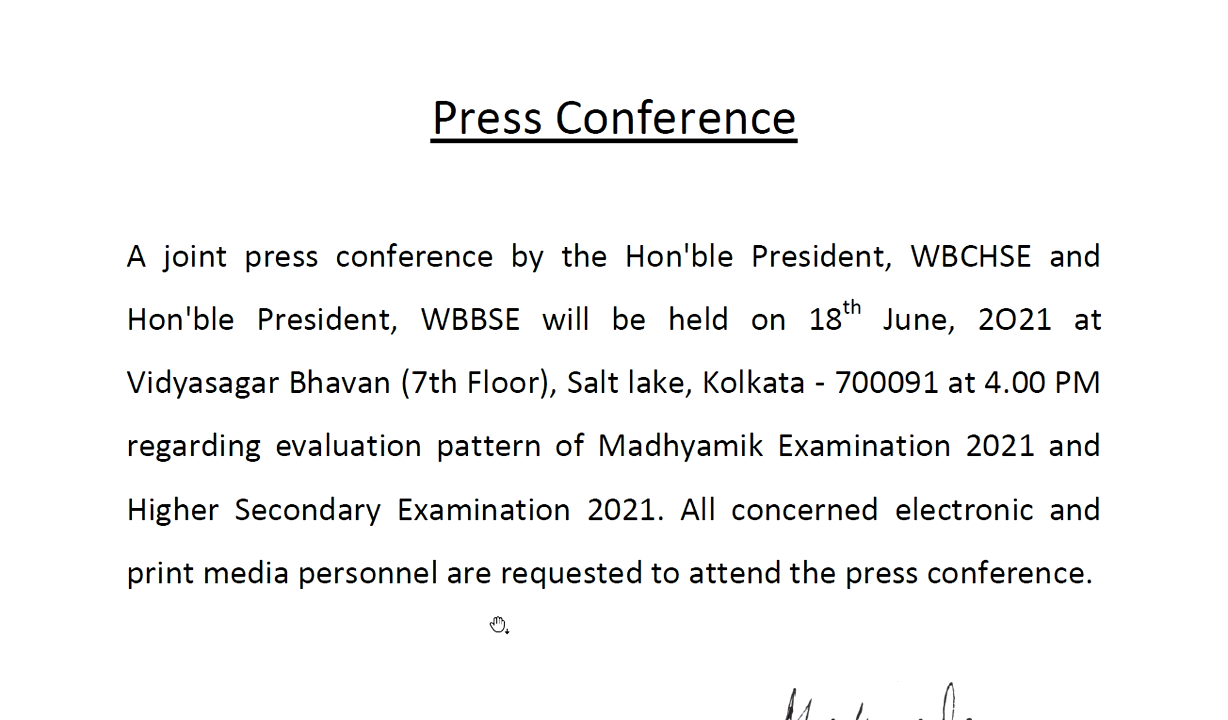 Press Conference
A joint press conference by the Hon'ble President, WBCHSE and
Hon'ble President, WBBSE will be held on 18th June, 2O21 at
Vidyasagar Bhavan (7th Floor), Salt lake, Kolkata - 700091 at 4.00 PM
regarding evaluation pattern of Madhyamik Examination 2021 and
Higher Secondary Examination 2021. All concerned electronic and
print media personnel are requested to attend the press conference.